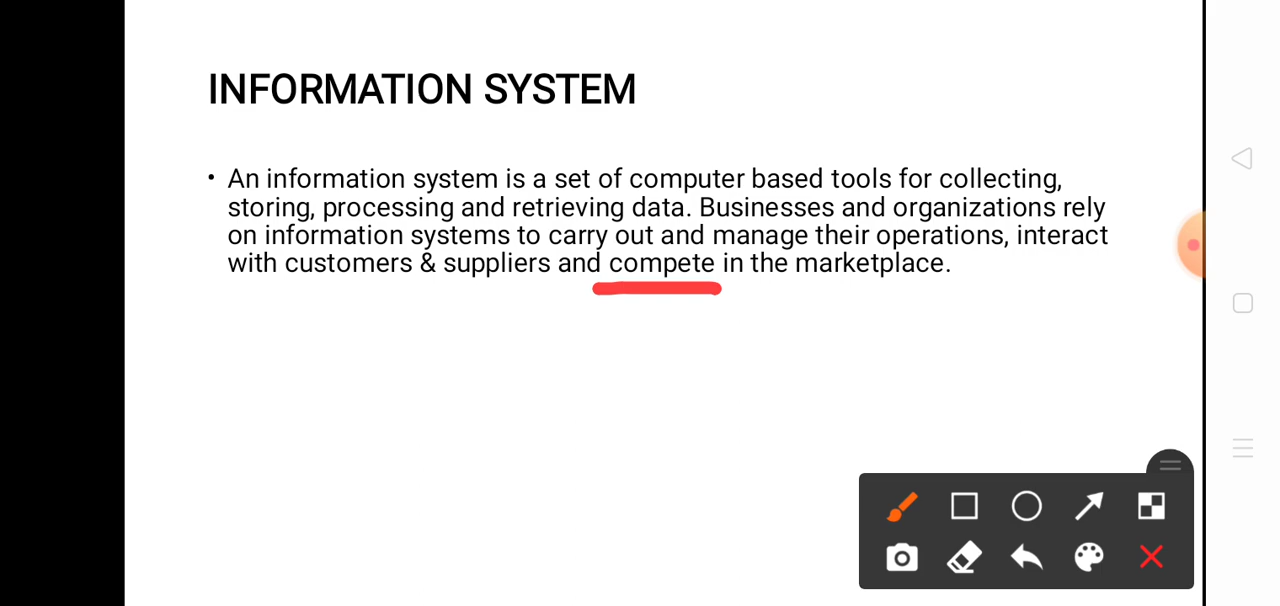 INFORMATION SYSTEM
• An information system is a set of computer based tools for collecting,
storing, processing and retrieving data. Businesses and organizations rely
on information systems to carry out and manage their operations, interact
with customers & suppliers and compete in the marketplace.